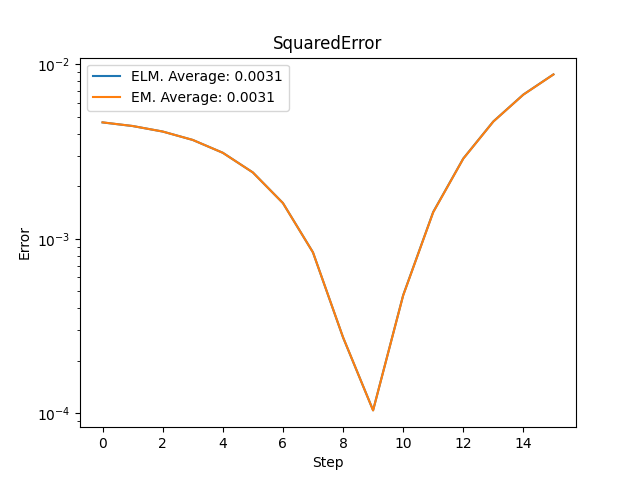 SquaredError
ELM. Average: 0.0031
EM. Average: 0.0031
Error
10⁻²
10⁻³
10⁻⁴
0 2 4 6 8 10 12 14
Step